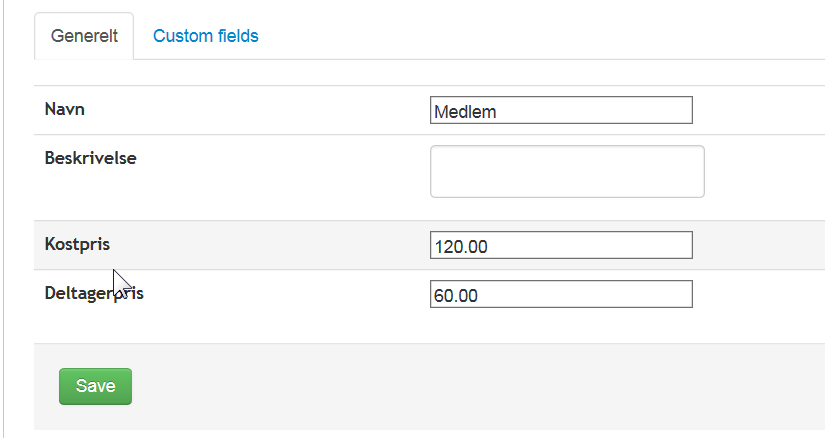 Generelt Custom fields
Navn Medlem
Beskrivelse
Kostpris 120.00
Deltagerpris 60.00
Save